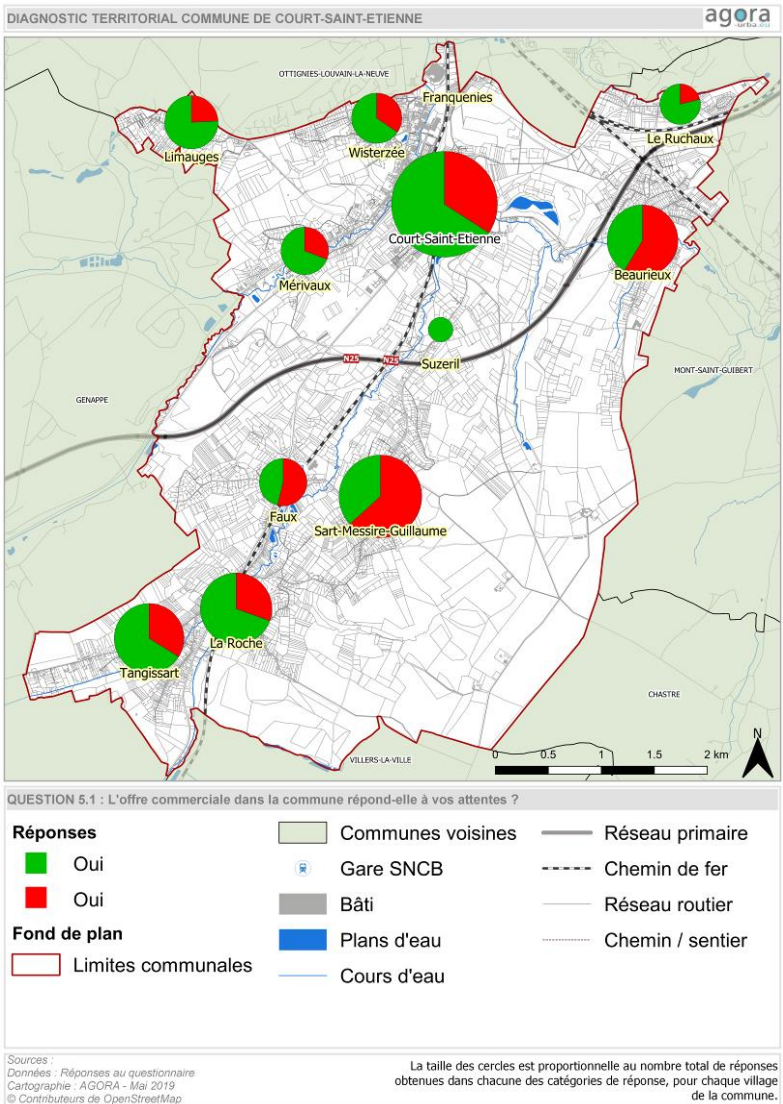 DIAGNOSTIC TERRITORIAL COMMUNE DE COURT-SAINT-ETIENNE
agora
-urba.eu
OTTIGNIES-LOUVAIN-LA-NEUVE
Franquenies
Limauges
Wisterzée
Le Ruchaux
Court-Saint-Etienne
Beaurieux
Mérivaux
Suzeril
N25
N25
MONT-SAINT-GUIBERT
GENAPPE
Faux
Sart-Messire-Guillaume
La Roche
Tangissart
CHASTRE
VILLERS-LA-VILLE
0 0.5 1 1.5 2 km
N
QUESTION 5.1 : L'offre commerciale dans la commune répond-elle à vos attentes ?
Réponses
Oui
Oui
Fond de plan
Limites communales
Communes voisines
Gare SNCB
Bâti
Plans d'eau
Cours d'eau
Réseau primaire
Chemin de fer
Réseau routier
Chemin / sentier
Sources :
Données : Réponses au questionnaire
Cartographie : AGORA - Mai 2019
© Contributeurs de OpenStreetMap
La taille des cercles est proportionnelle au nombre total de réponses
obtenues dans chacune des catégories de réponse, pour chaque village
de la commune.